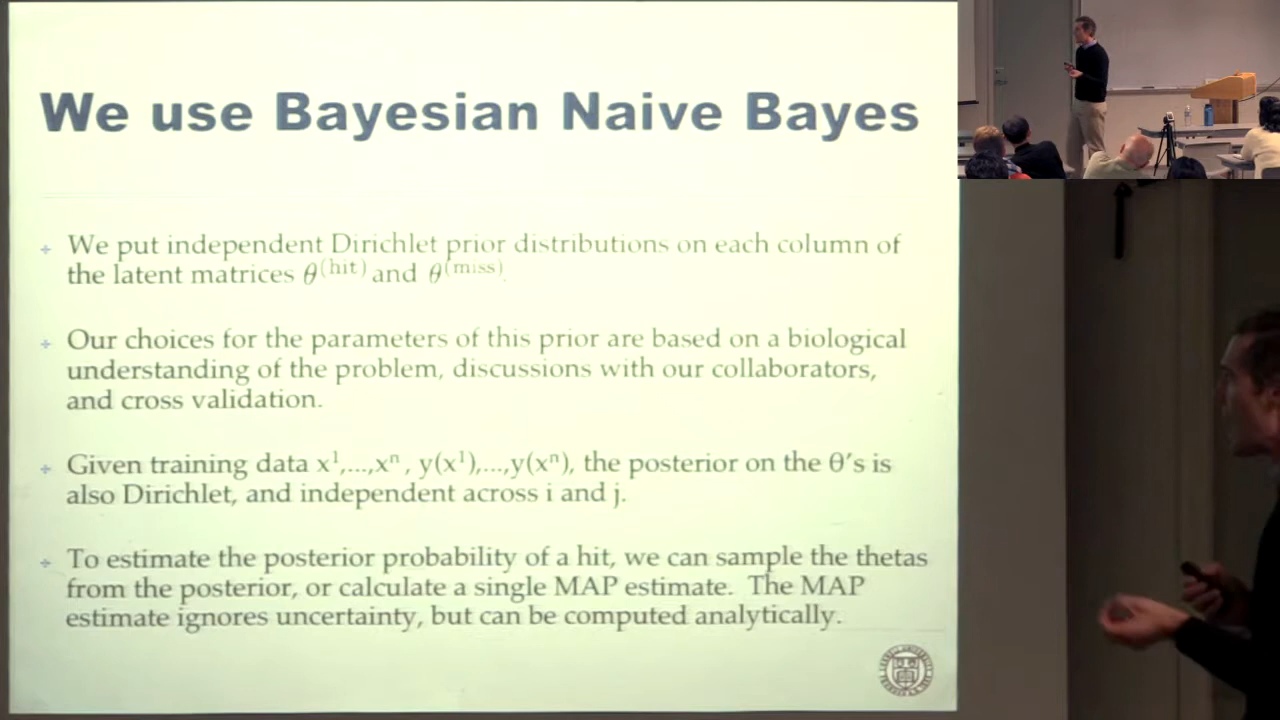 We use Bayesian Naive Bayes
+ We put independent Dirichlet prior distributions on each column of
the latent matrices θ^(hit) and θ^(miss).
+ Our choices for the parameters of this prior are based on a biological
understanding of the problem, discussions with our collaborators,
and cross validation.
+ Given training data x¹,...,xⁿ, y(x¹),...,y(xⁿ), the posterior on the θ's is
also Dirichlet, and independent across i and j.
+ To estimate the posterior probability of a hit, we can sample the thetas
from the posterior, or calculate a single MAP estimate. The MAP
estimate ignores uncertainty, but can be computed analytically.